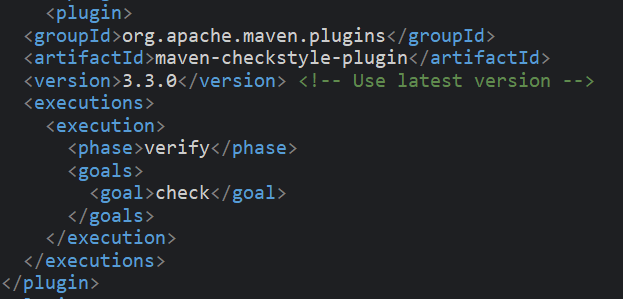 <plugin>
<groupId>org.apache.maven.plugins</groupId>
<artifactId>maven-checkstyle-plugin</artifactId>
<version>3.3.0</version> <!-- Use latest version -->
<executions>
<execution>
<phase>verify</phase>
<goals>
<goal>check</goal>
</goals>
</execution>
</executions>
</plugin>